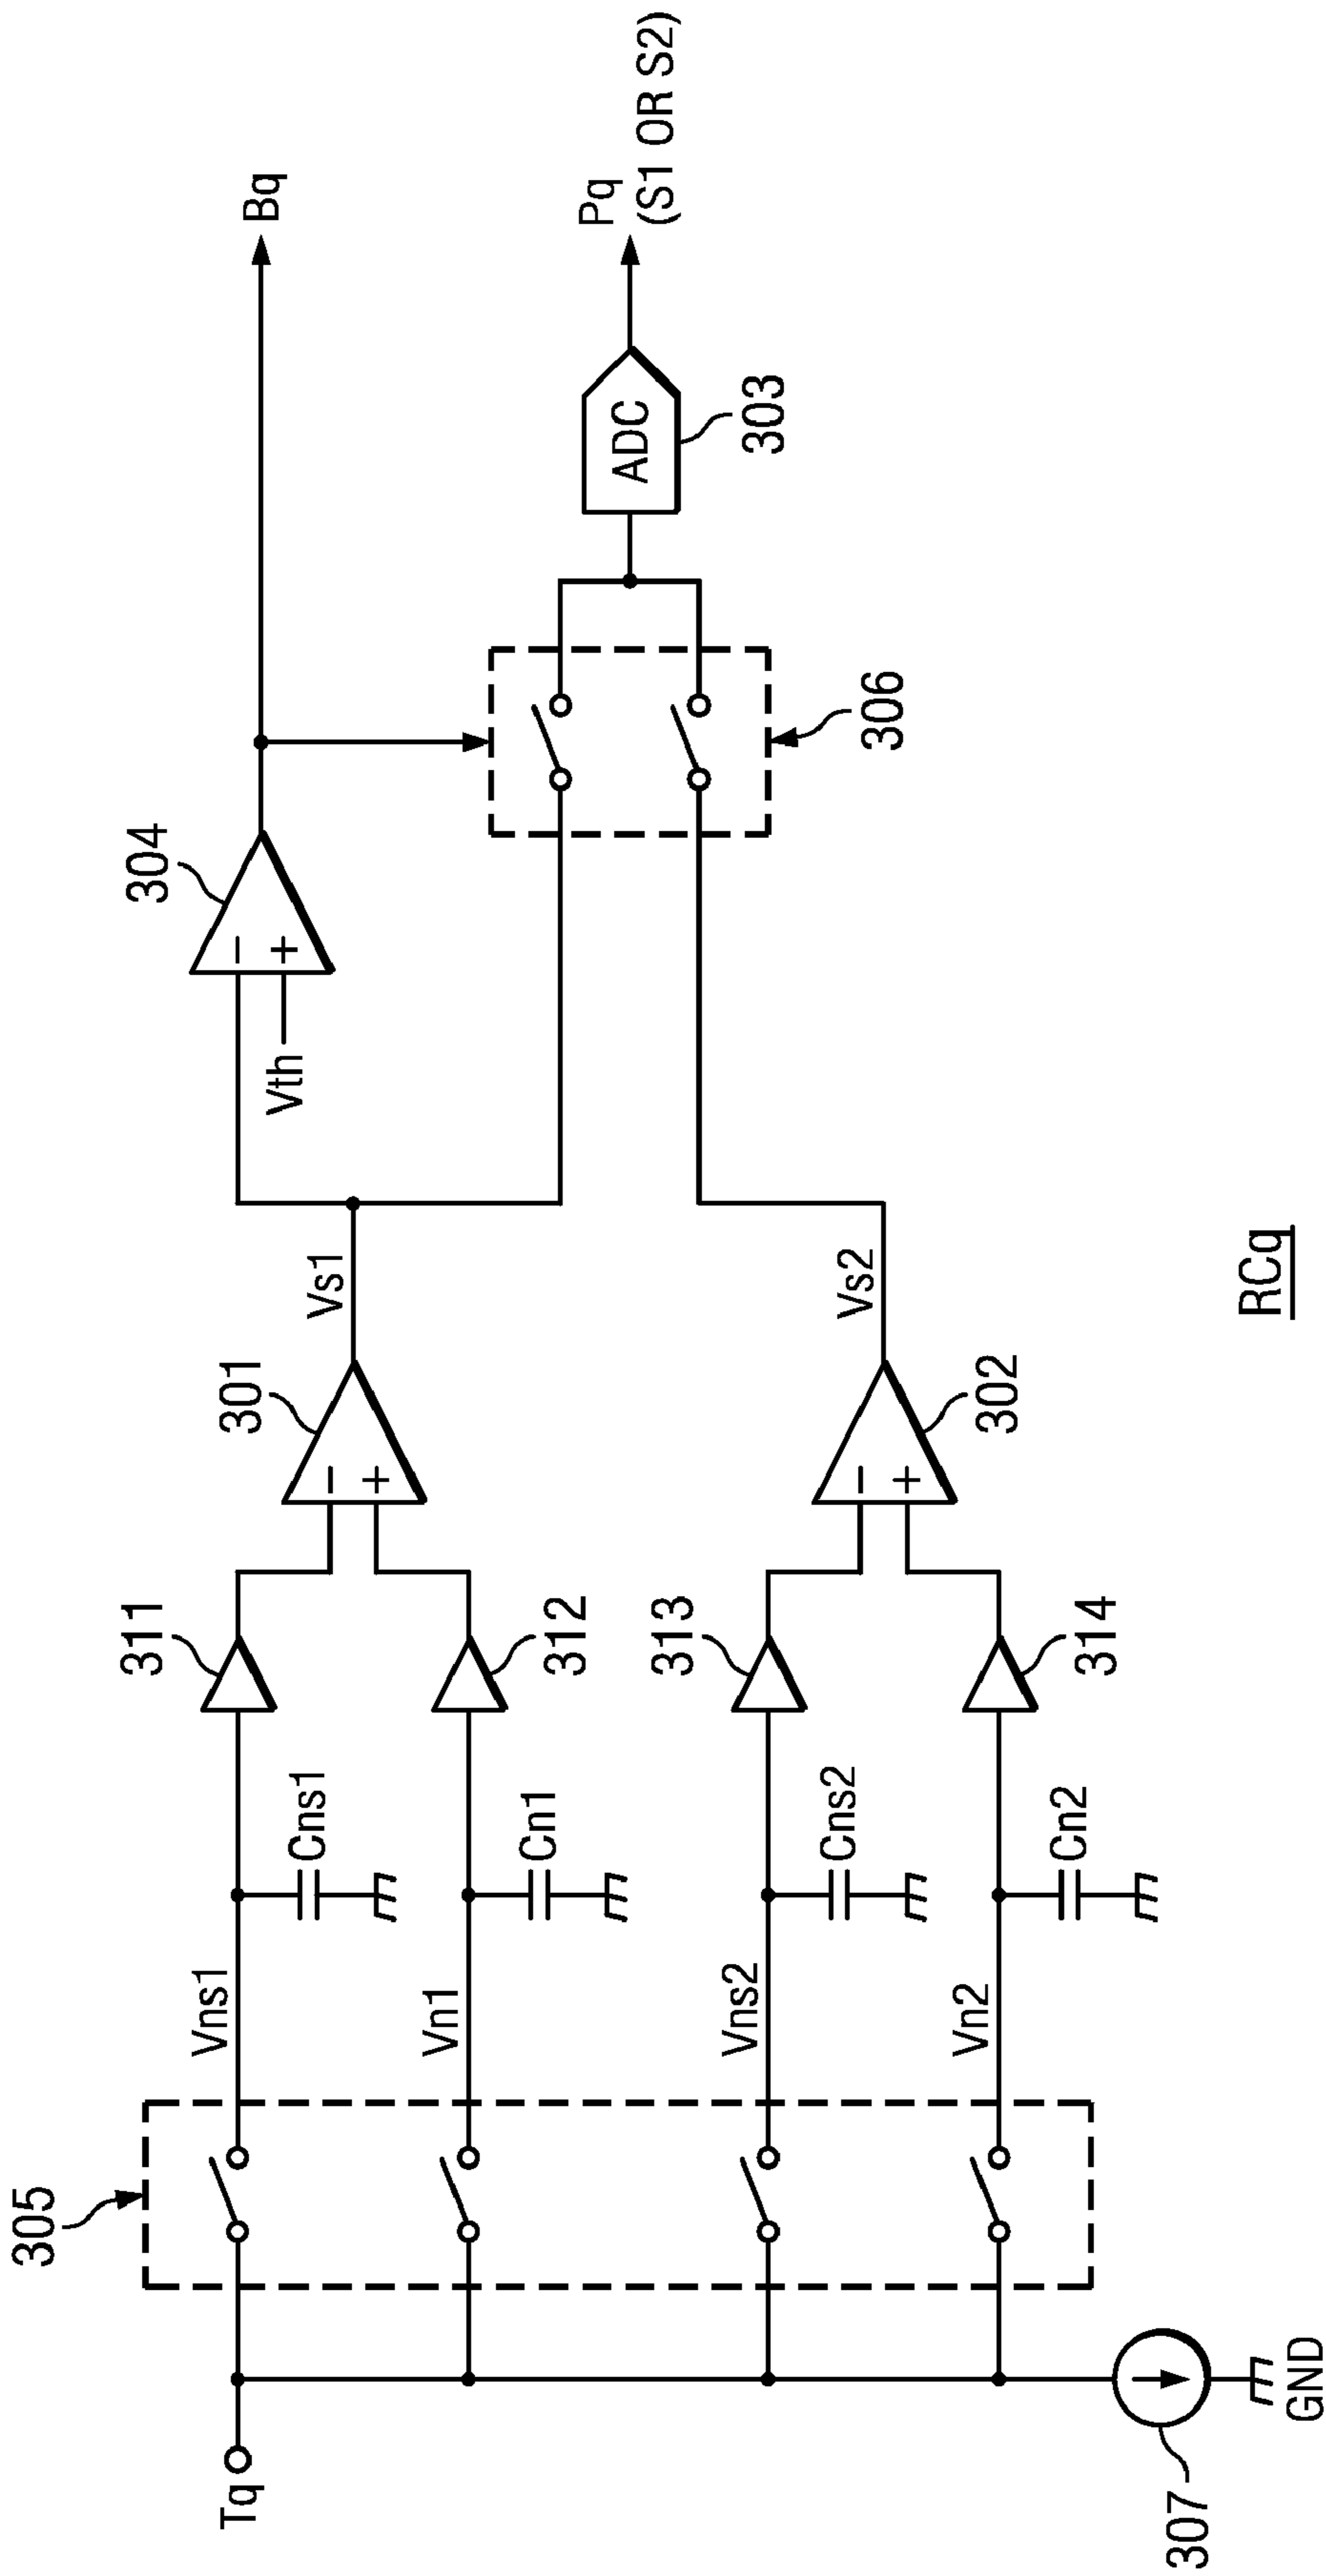 Tq
305
Vns1
Cns1
311
Vn1
Cn1
312
Vns2
Cns2
313
Vn2
Cn2
314
307
GND
301
−
+
Vs1
302
−
+
Vs2
304
−
+
Vth
Bq
306
ADC
303
Pq
(S1 OR S2)
RCq